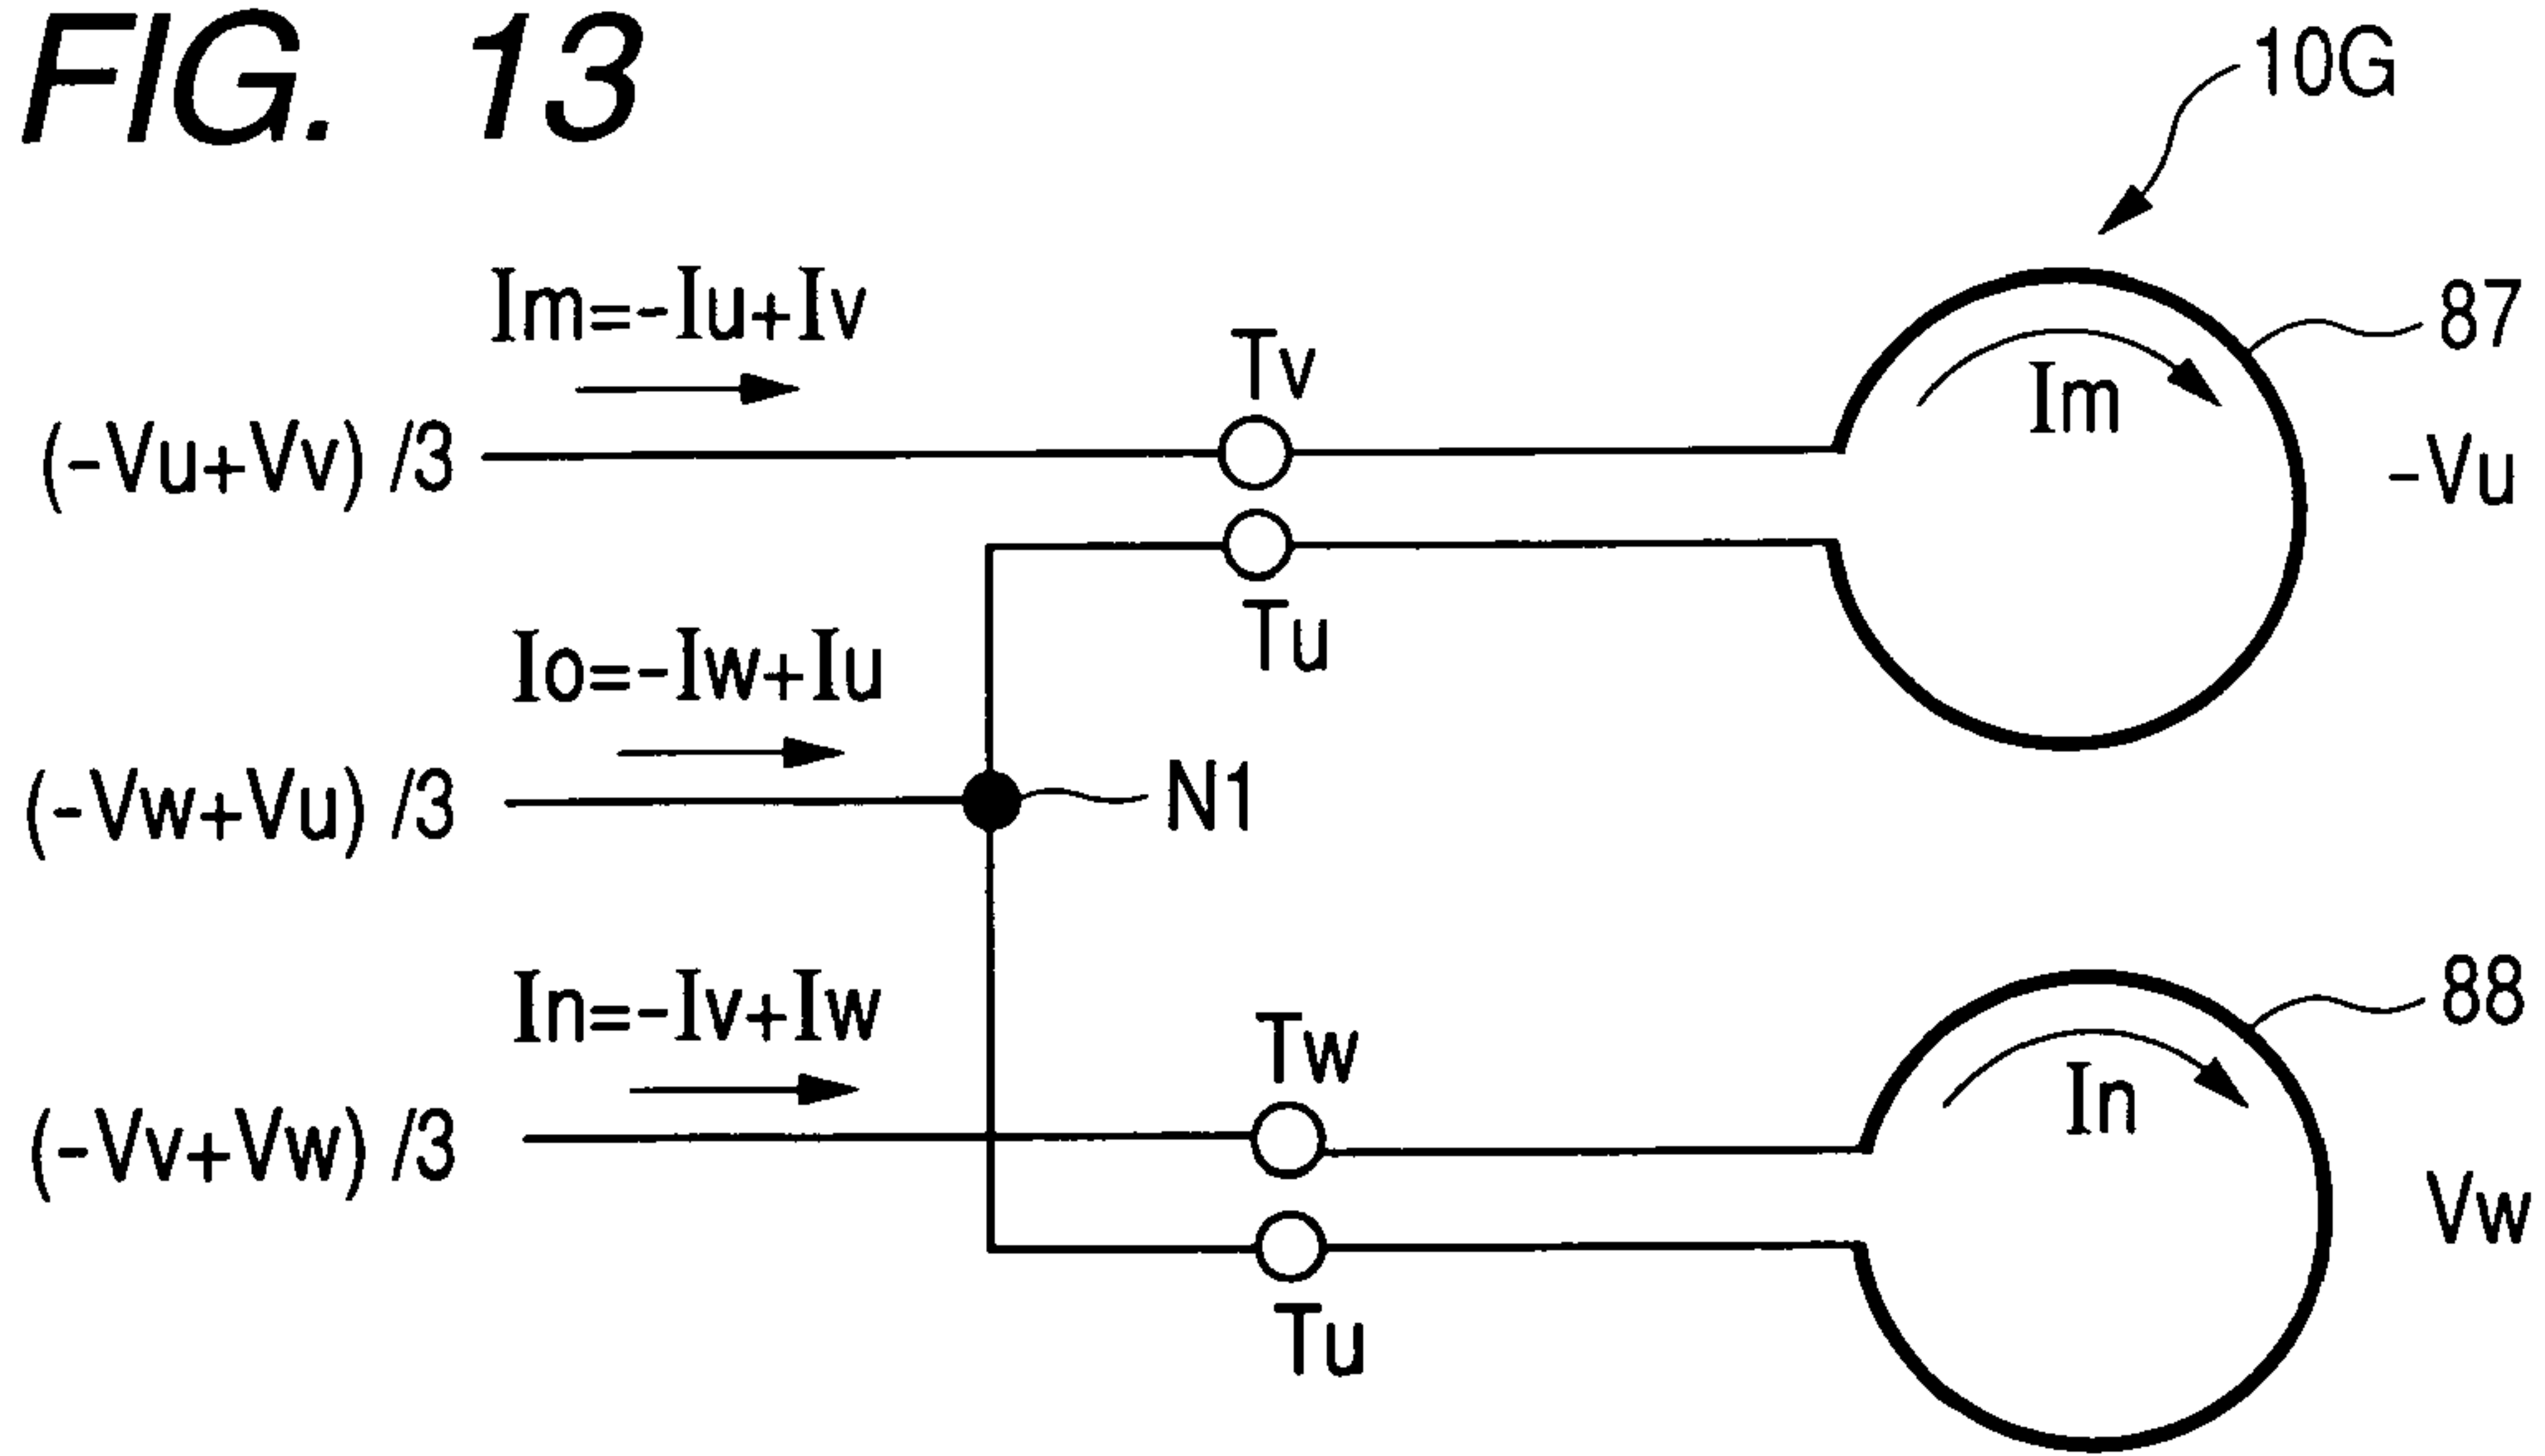 FIG. 13
10G
Im=-Iu+Iv
87
Tv
Im
(-Vu+Vv) /3
-Vu
Tu
Io=-Iw+Iu
(-Vw+Vu) /3
N1
In=-Iv+Iw
88
Tw
In
(-Vv+Vw) /3
Vw
Tu